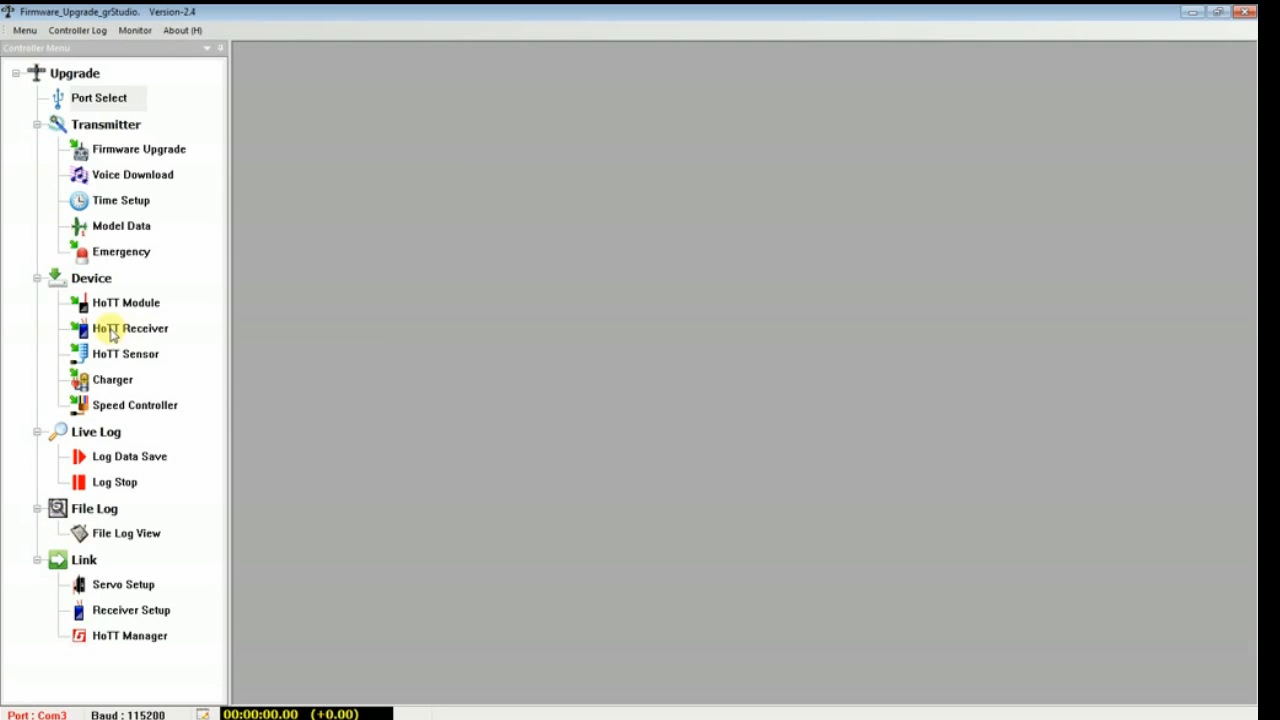 Firmware_Upgrade_grStudio. Version-2.4
Menu Controller Log Monitor About (H)
Controller Menu
Upgrade
Port Select
Transmitter
Firmware Upgrade
Voice Download
Time Setup
Model Data
Emergency
Device
HoTT Module
HoTT Receiver
HoTT Sensor
Charger
Speed Controller
Live Log
Log Data Save
Log Stop
File Log
File Log View
Link
Servo Setup
Receiver Setup
HoTT Manager
Port : Com3 Baud : 115200 00:00:00.00 (+0.00)